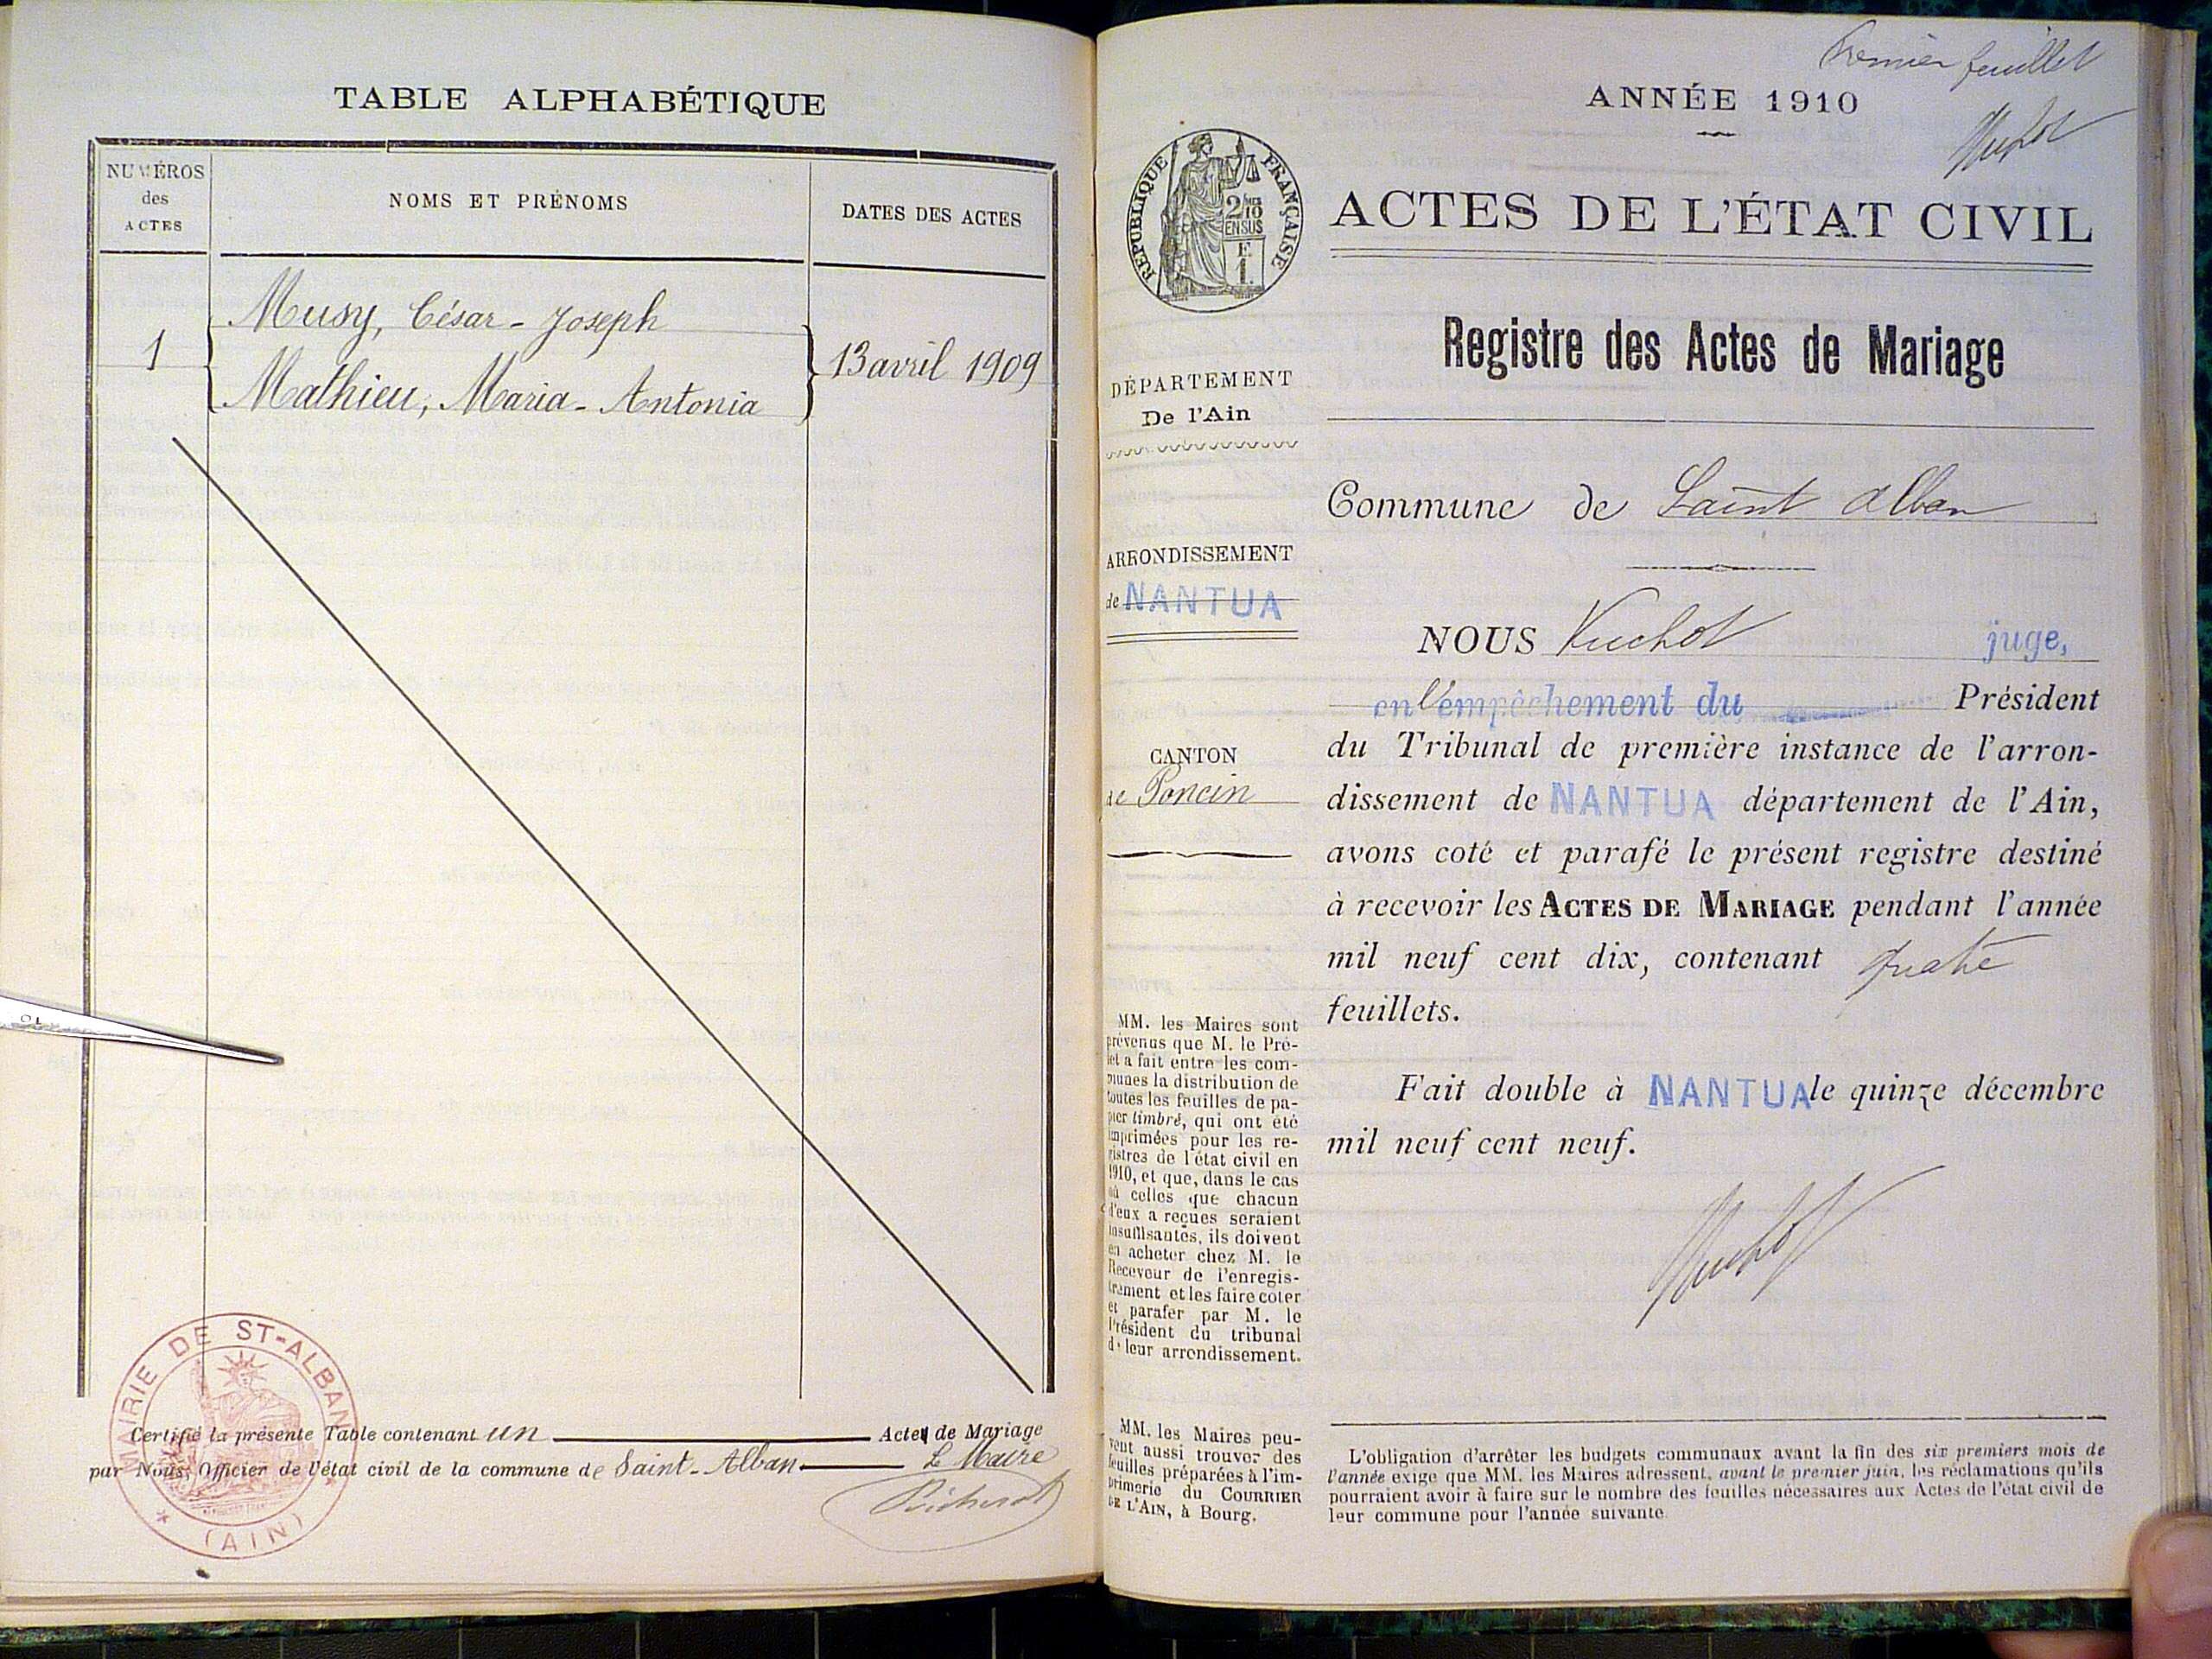 TABLE ALPHABÉTIQUE
NUMÉROS
des
ACTES
NOMS ET PRÉNOMS
DATES DES ACTES
1
Musy, César-Joseph
Mathieu, Maria-Antonia
13 avril 1909
MAIRIE DE ST-ALBAN
(AIN)
Certifié la présente Table contenant un Actes de Mariage
par Nous, Officier de l'état civil de la commune de Saint-Alban
Le Maire
Premier feuillet
ANNÉE 1910
RÉPUBLIQUE FRANÇAISE
2/10
EN SUS
ACTES DE L'ÉTAT CIVIL
Registre des Actes de Mariage
DÉPARTEMENT
De l'Ain
ARRONDISSEMENT
de NANTUA
CANTON
de Poncin
MM. les Maires sont
prévenus que M. le Pré-
fet a fait entre les com-
munes la distribution de
toutes les feuilles de pa-
pier timbré, qui ont été
imprimées pour les re-
gistres de l'état civil en
1910, et que, dans le cas
où celles que chacun
d'eux a reçues seraient
insuffisantes, ils doivent
en acheter chez M. le
Receveur de l'enregis-
trement et les faire coter
et parafer par M. le
Président du tribunal
de leur arrondissement.
MM. les Maires peu-
vent aussi trouver des
feuilles préparées à l'im-
primerie du COURRIER
DE L'AIN, à Bourg.
Commune de Saint Alban
NOUS Vuchot juge,
en l'empêchement du Président
du Tribunal de première instance de l'arron-
dissement de NANTUA département de l'Ain,
avons coté et parafé le présent registre destiné
à recevoir les ACTES DE MARIAGE pendant l'année
mil neuf cent dix, contenant quatre
feuillets.
Fait double à NANTUA le quinze décembre
mil neuf cent neuf.
L'obligation d'arrêter les budgets communaux avant la fin des six premiers mois de
l'année exige que MM. les Maires adressent, avant le premier juin, les réclamations qu'ils
pourraient avoir à faire sur le nombre des feuilles nécessaires aux Actes de l'état civil de
leur commune pour l'année suivante.